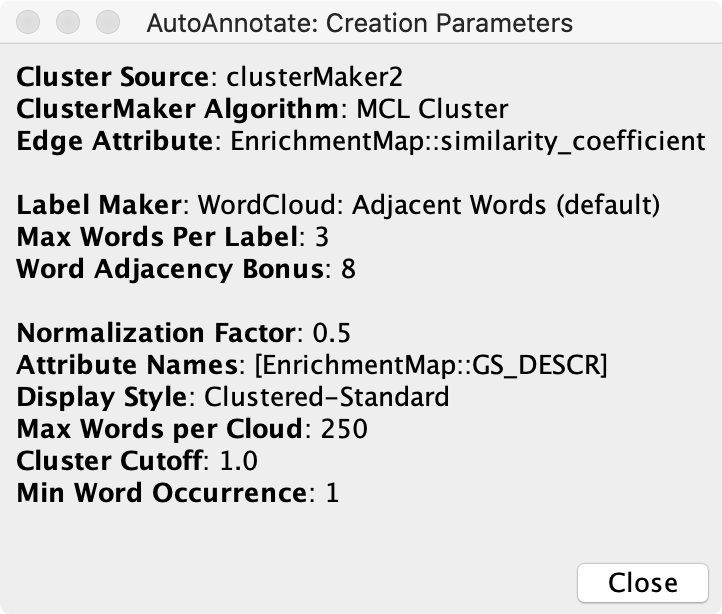 AutoAnnotate: Creation Parameters
Cluster Source: clusterMaker2
ClusterMaker Algorithm: MCL Cluster
Edge Attribute: EnrichmentMap::similarity_coefficient
Label Maker: WordCloud: Adjacent Words (default)
Max Words Per Label: 3
Word Adjacency Bonus: 8
Normalization Factor: 0.5
Attribute Names: [EnrichmentMap::GS_DESCR]
Display Style: Clustered-Standard
Max Words per Cloud: 250
Cluster Cutoff: 1.0
Min Word Occurrence: 1
Close